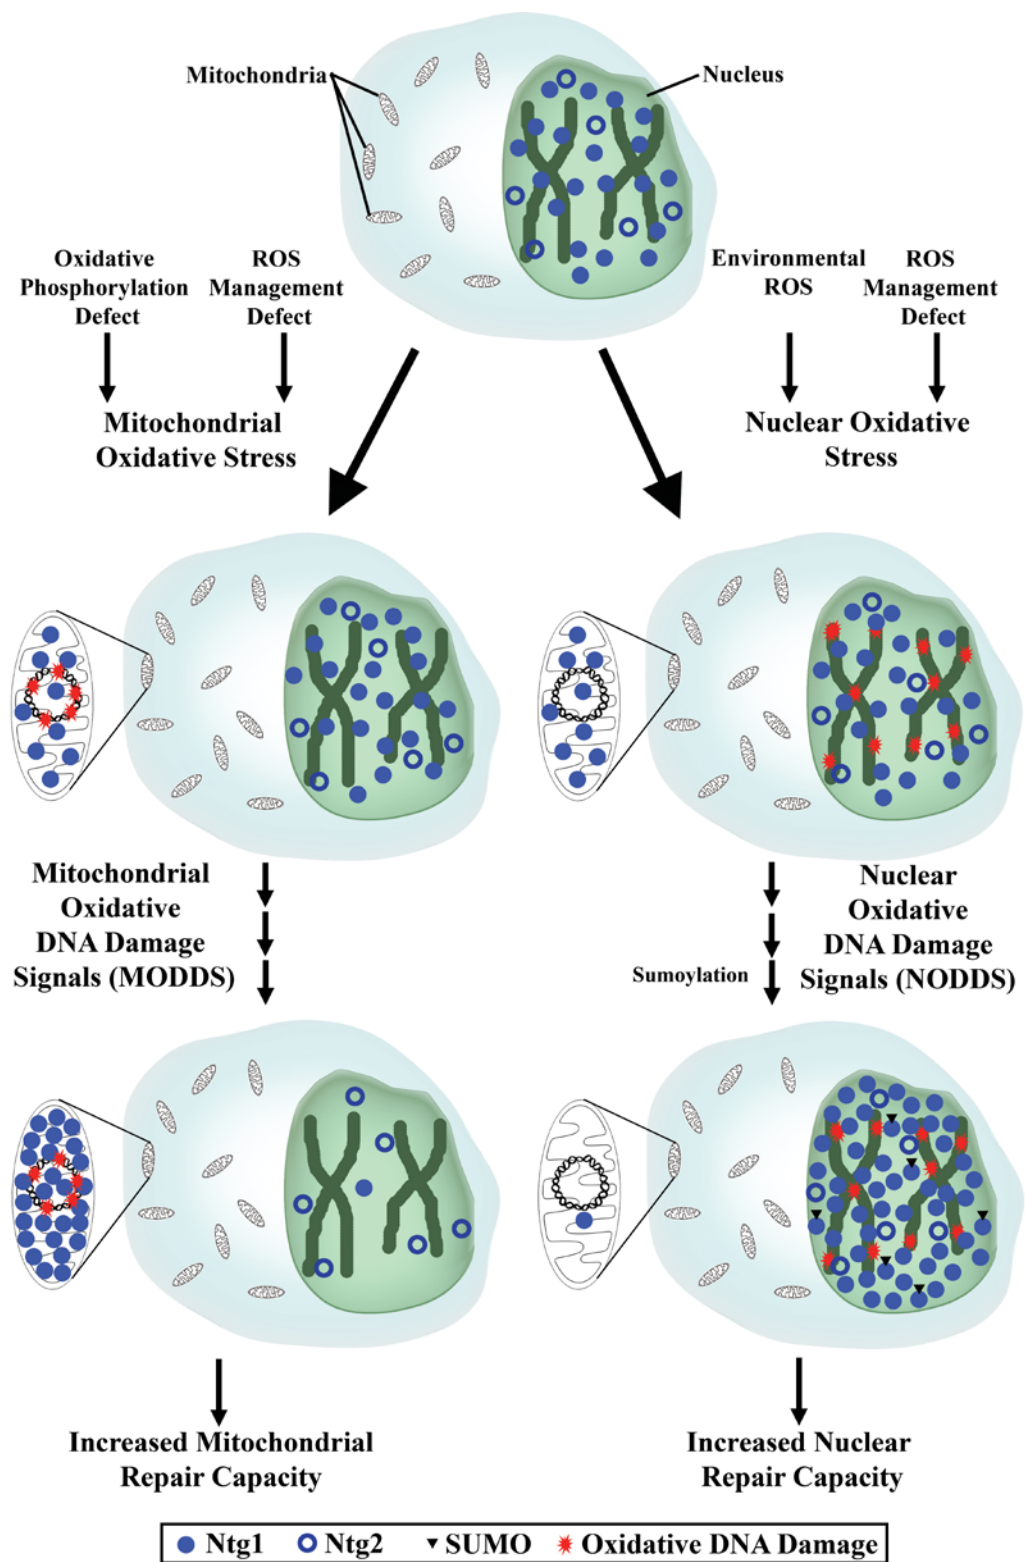 Mitochondria
Nucleus
Oxidative
Phosphorylation
Defect
ROS
Management
Defect
Environmental
ROS
ROS
Management
Defect
Mitochondrial
Oxidative Stress
Nuclear Oxidative
Stress
Mitochondrial
Oxidative
DNA Damage
Signals (MODDS)
Sumoylation
Nuclear
Oxidative
DNA Damage
Signals (NODDS)
Increased Mitochondrial
Repair Capacity
Increased Nuclear
Repair Capacity
Ntg1 Ntg2 SUMO Oxidative DNA Damage